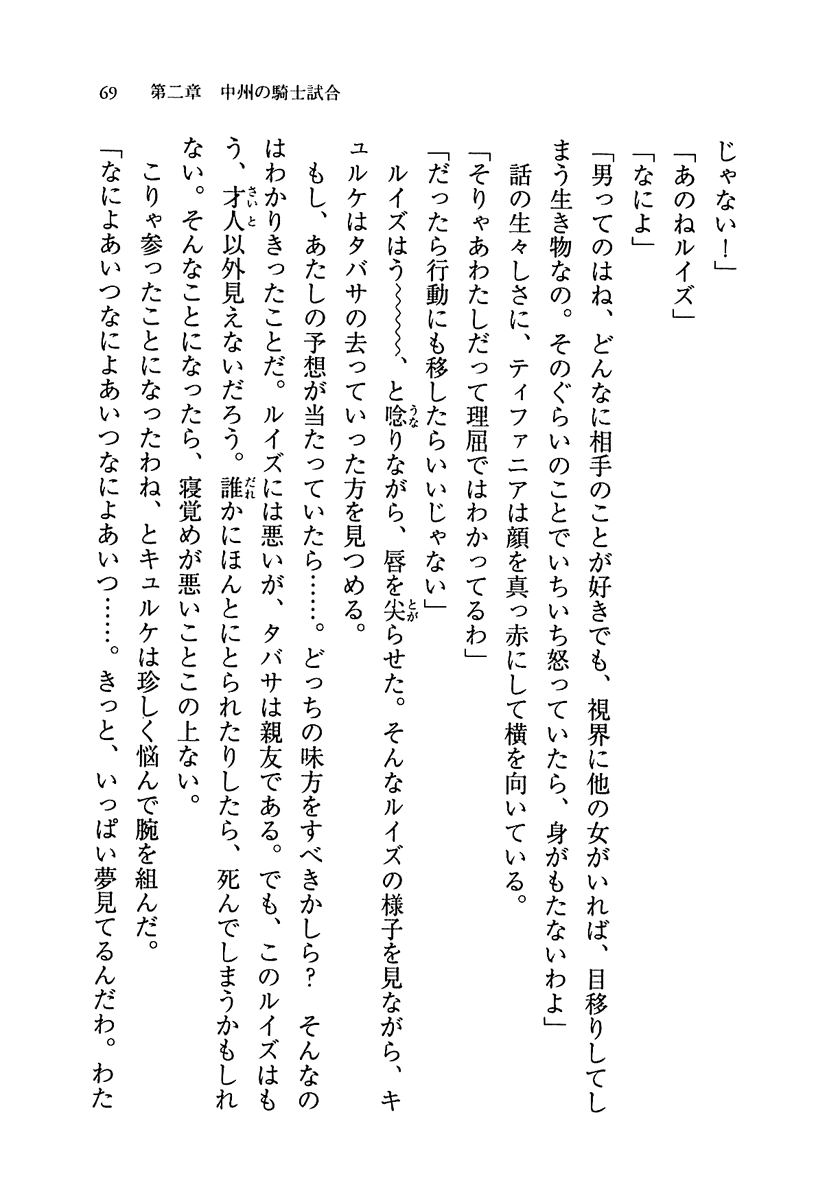 69　第二章　中州の騎士試合
じゃない！」
「あのねルイズ」
「なによ」
「男ってのはね、どんなに相手のことが好きでも、視界に他の女がいれば、目移りしてし
まう生き物なの。そのぐらいのことでいちいち怒っていたら、身がもたないわよ」
　話の生々しさに、ティファニアは顔を真っ赤にして横を向いている。
「そりゃあわたしだって理屈ではわかってるわ」
「だったら行動にも移したらいいじゃない」
　ルイズはう〜〜〜〜、と唸りながら、唇を尖らせた。そんなルイズの様子を見ながら、キ
ュルケはタバサの去っていった方を見つめる。
　もし、あたしの予想が当たっていたら……。どっちの味方をすべきかしら？　そんなの
はわかりきったことだ。ルイズには悪いが、タバサは親友である。でも、このルイズはも
う、才人以外見えないだろう。誰かにほんとにとられたりしたら、死んでしまうかもしれ
ない。そんなことになったら、寝覚めが悪いことこの上ない。
　こりゃ参ったことになったわね、とキュルケは珍しく悩んで腕を組んだ。
「なによあいつなによあいつなによあいつ……。きっと、いっぱい夢見てるんだわ。わた